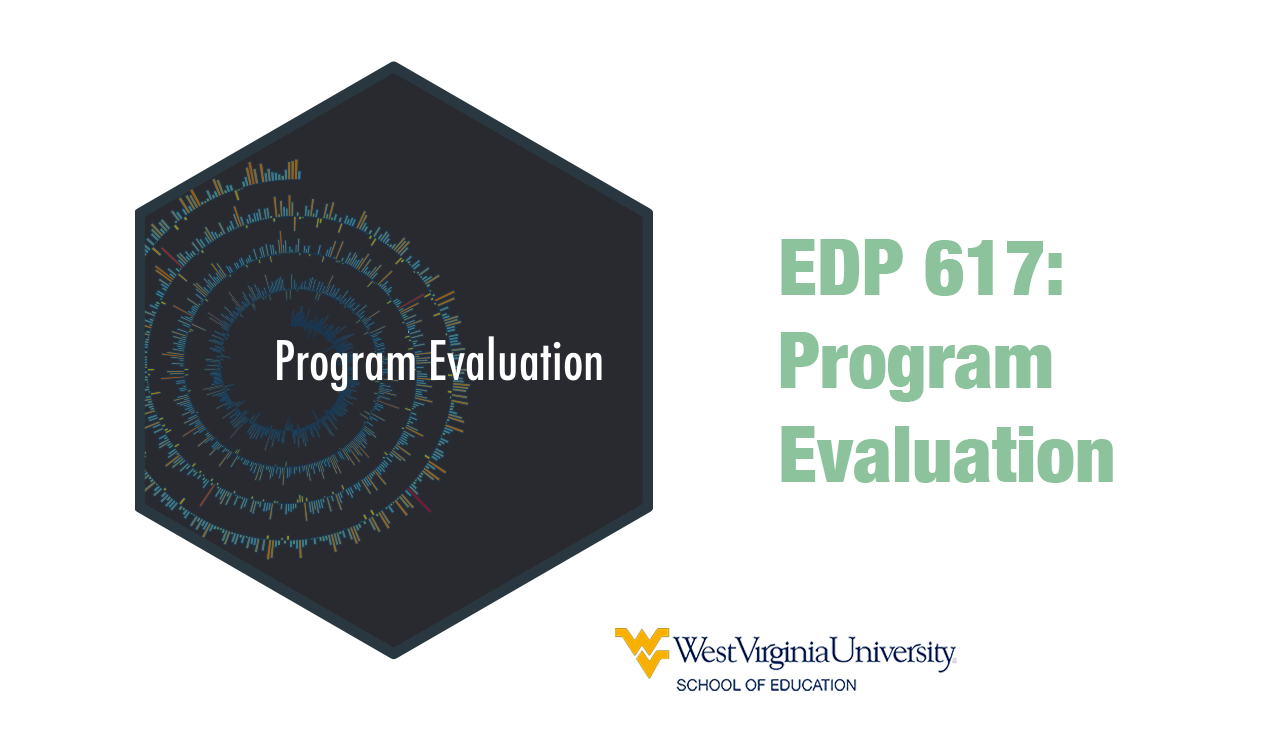 Program Evaluation
EDP 617:
Program
Evaluation
WestVirginiaUniversity
SCHOOL OF EDUCATION